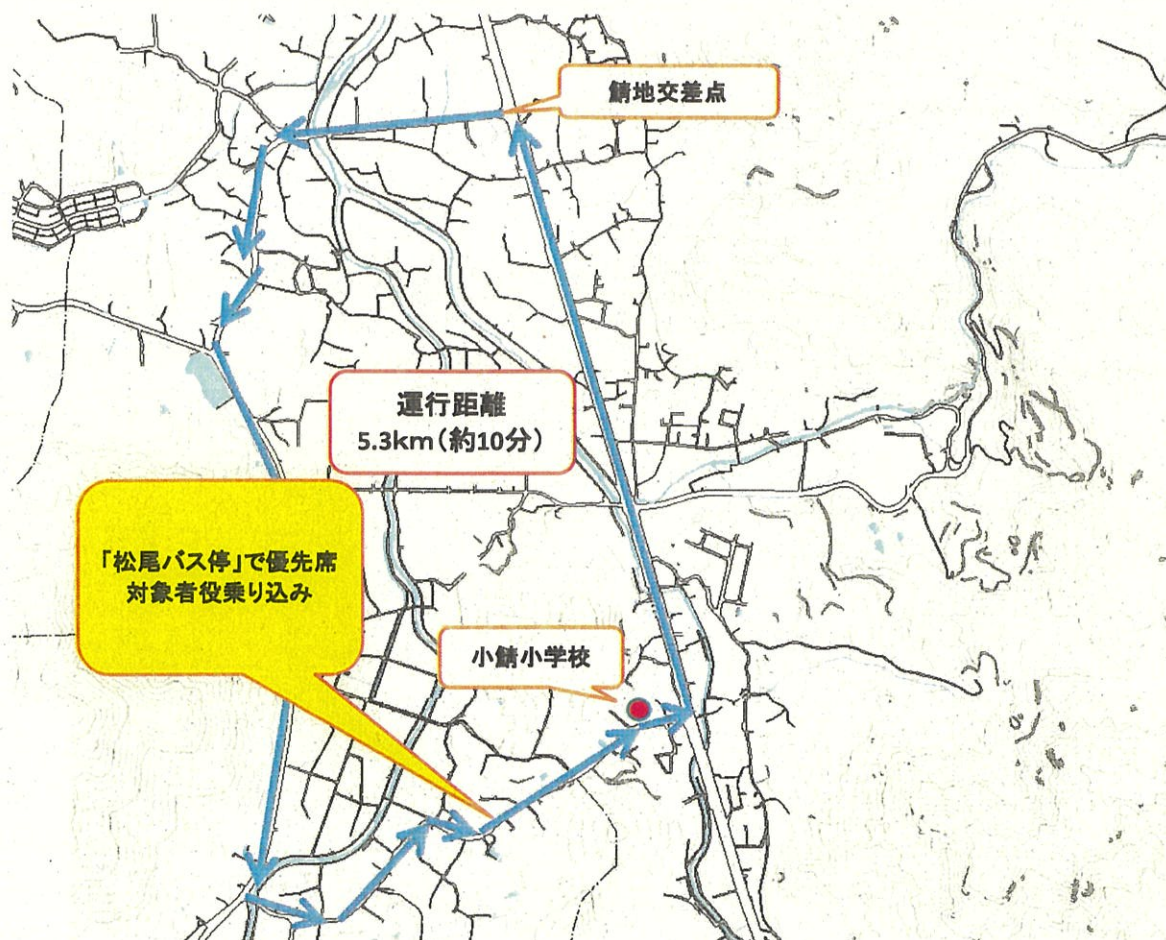 鯖地交差点
運行距離
5.3km（約10分）
「松尾バス停」で優先席
対象者役乗り込み
小鯖小学校